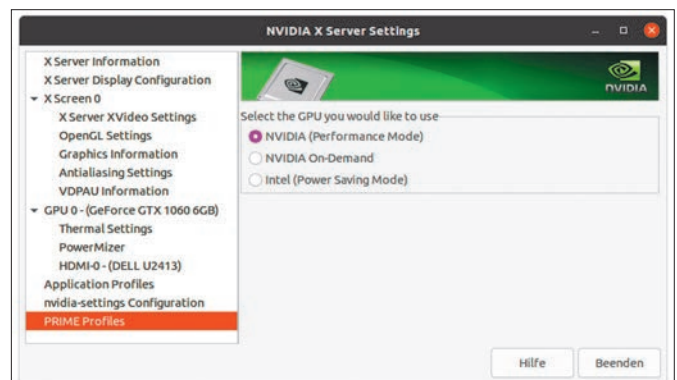 NVIDIA X Server Settings
X Server Information
X Server Display Configuration
X Screen 0
X Server XVideo Settings
OpenGL Settings
Graphics Information
Antialiasing Settings
VDPAU Information
GPU 0 - (GeForce GTX 1060 6GB)
Thermal Settings
PowerMizer
HDMI-0 - (DELL U2413)
Application Profiles
nvidia-settings Configuration
PRIME Profiles
NVIDIA
Select the GPU you would like to use
NVIDIA (Performance Mode)
NVIDIA On-Demand
Intel (Power Saving Mode)
Hilfe
Beenden